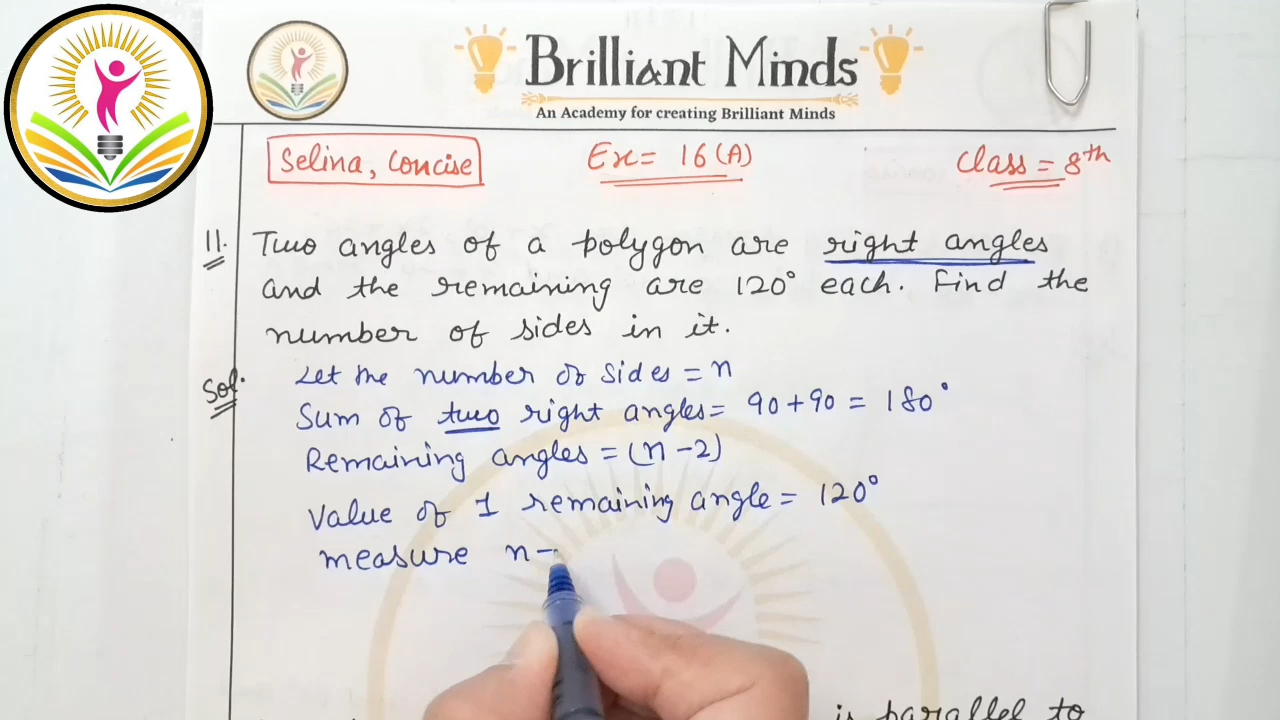 Brilliant Minds
An Academy for creating Brilliant Minds
Selina, Concise
Ex = 16 (A)
Class = 8th
11. Two angles of a polygon are right angles
and the remaining are 120° each. Find the
number of sides in it.
Sol. Let the number of sides = n
Sum of two right angles = 90 + 90 = 180°
Remaining angles = (n - 2)
Value of 1 remaining angle = 120°
measure n -
is parallel to